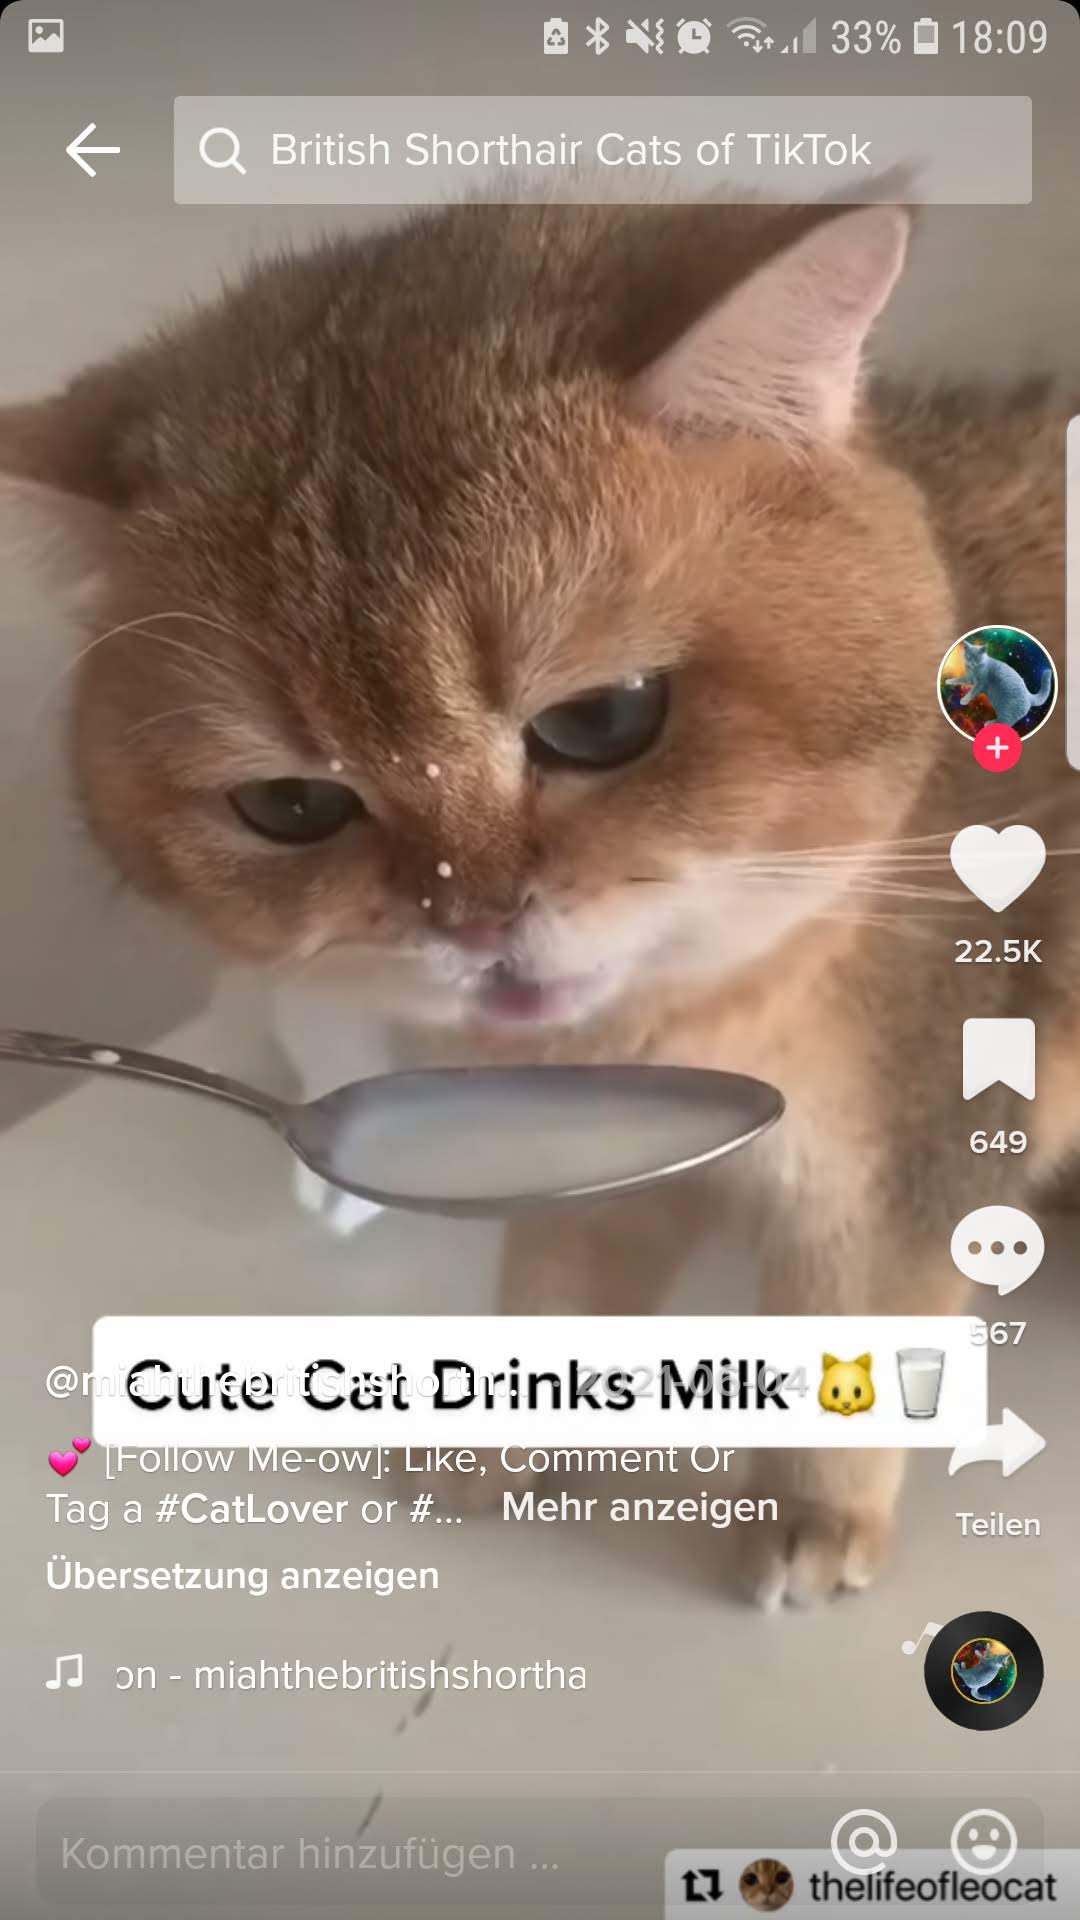 33% 18:09
British Shorthair Cats of TikTok
22.5K
649
567
Cute Cat Drinks Milk
@miahthebritishshorth... · 2021-06-04
[Follow Me-ow]: Like, Comment Or
Tag a #CatLover or #... Mehr anzeigen
Teilen
Übersetzung anzeigen
on - miahthebritishshortha
Kommentar hinzufügen ...
thelifeofleocat